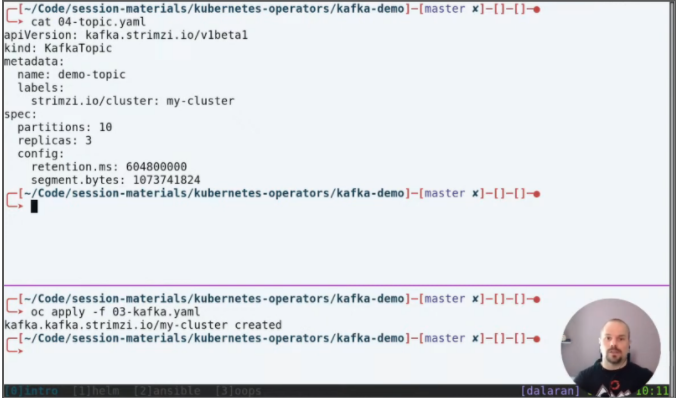 [~/Code/session-materials/kubernetes-operators/kafka-demo]-[master ✘]-[]-[]-●
cat 04-topic.yaml
apiVersion: kafka.strimzi.io/v1beta1
kind: KafkaTopic
metadata:
  name: demo-topic
  labels:
    strimzi.io/cluster: my-cluster
spec:
  partitions: 10
  replicas: 3
  config:
    retention.ms: 604800000
    segment.bytes: 1073741824
[~/Code/session-materials/kubernetes-operators/kafka-demo]-[master ✘]-[]-[]-●
[~/Code/session-materials/kubernetes-operators/kafka-demo]-[master ✘]-[]-[]-●
oc apply -f 03-kafka.yaml
kafka.kafka.strimzi.io/my-cluster created
[~/Code/session-materials/kubernetes-operators/kafka-demo]-[master ✘]-[]-[]-●
[0]intro [1]helm [2]ansible [3]oops [dalaran] 10:11